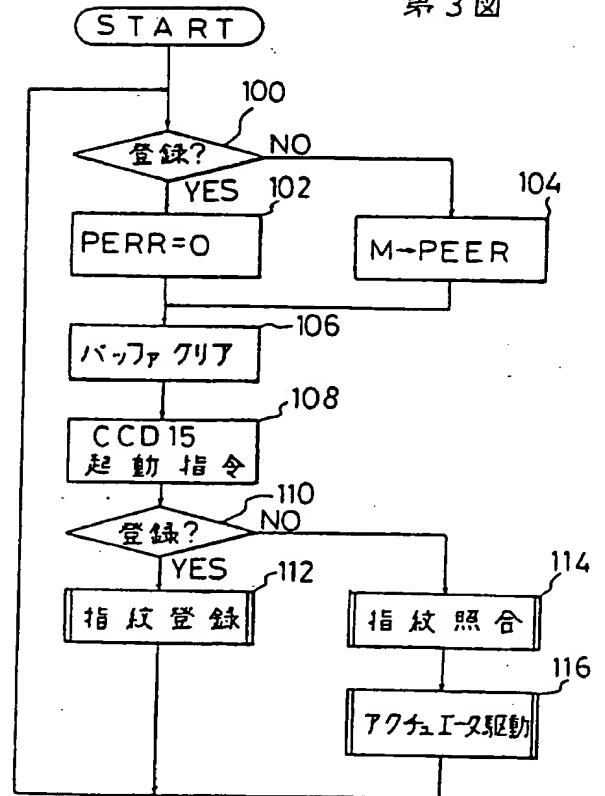 第3図
START
100
登録?
NO
YES
102
104
PERR=0
M→PEER
106
バッファクリア
108
CCD15
起動指令
110
登録?
NO
YES
112
114
指紋登録
指紋照合
116
アクチュエータ駆動